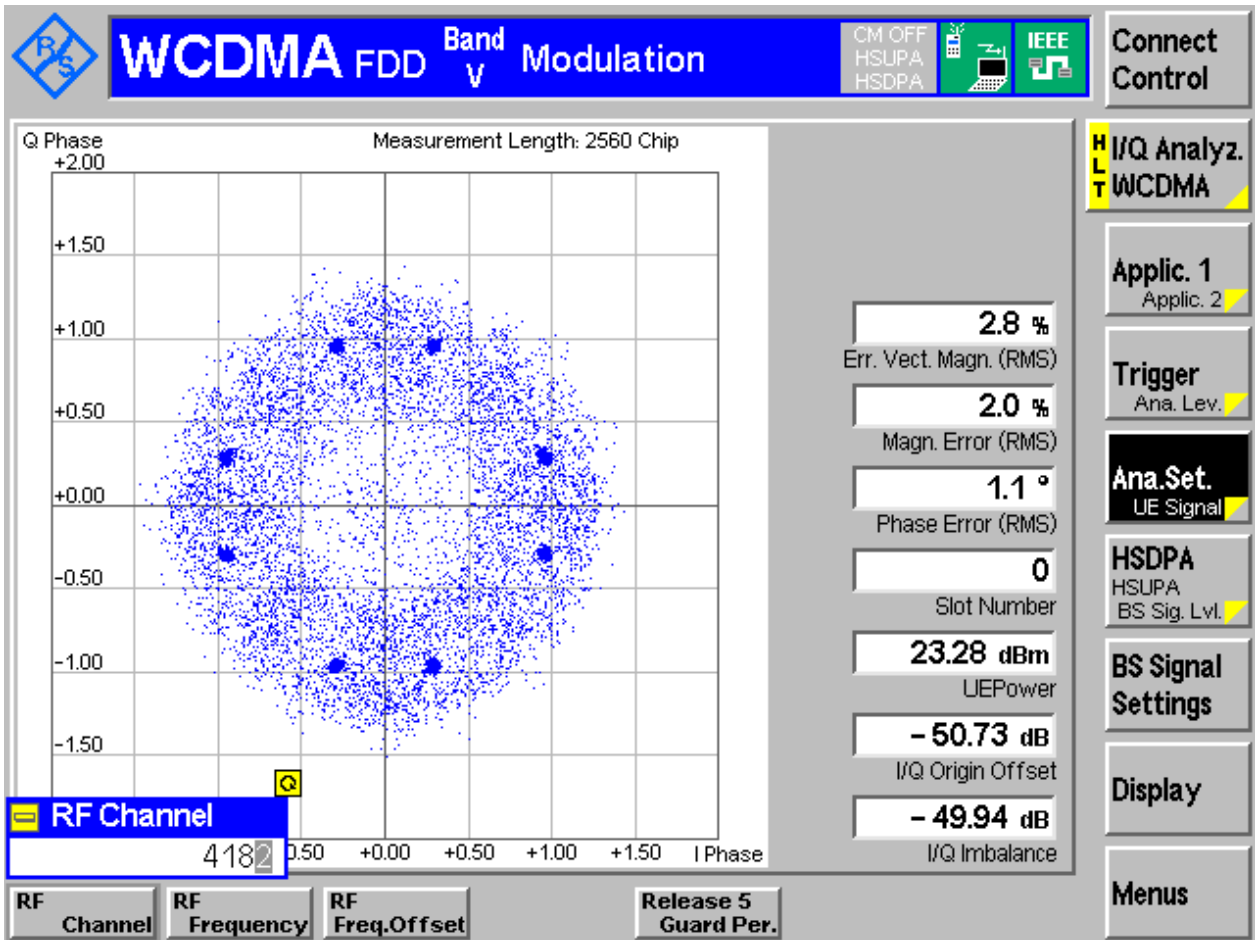 R/S
WCDMA FDD Band V Modulation
CM OFF
HSUPA
HSDPA
IEEE
Connect
Control
Q Phase
Measurement Length: 2560 Chip
+2.00
+1.50
+1.00
+0.50
+0.00
-0.50
-1.00
-1.50
Q
RF Channel
4182
0.50 +0.00 +0.50 +1.00 +1.50 I Phase
2.8 %
Err. Vect. Magn. (RMS)
2.0 %
Magn. Error (RMS)
1.1 °
Phase Error (RMS)
0
Slot Number
23.28 dBm
UEPower
- 50.73 dB
I/Q Origin Offset
- 49.94 dB
I/Q Imbalance
HLT
I/Q Analyz.
WCDMA
Applic. 1
Applic. 2
Trigger
Ana. Lev.
Ana.Set.
UE Signal
HSDPA
HSUPA
BS Sig. Lvl.
BS Signal
Settings
Display
Menus
RF
Channel
RF
Frequency
RF
Freq.Offset
Release 5
Guard Per.